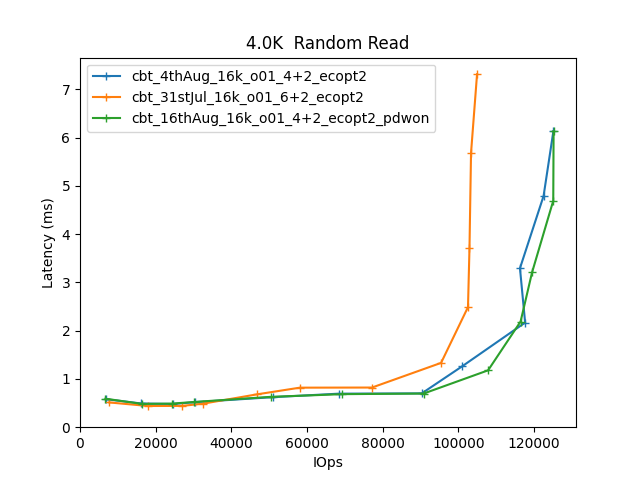 4.0K  Random Read
cbt_4thAug_16k_o01_4+2_ecopt2
cbt_31stJul_16k_o01_6+2_ecopt2
cbt_16thAug_16k_o01_4+2_ecopt2_pdwon
Latency (ms)
7
6
5
4
3
2
1
0
0 20000 40000 60000 80000 100000 120000
IOps